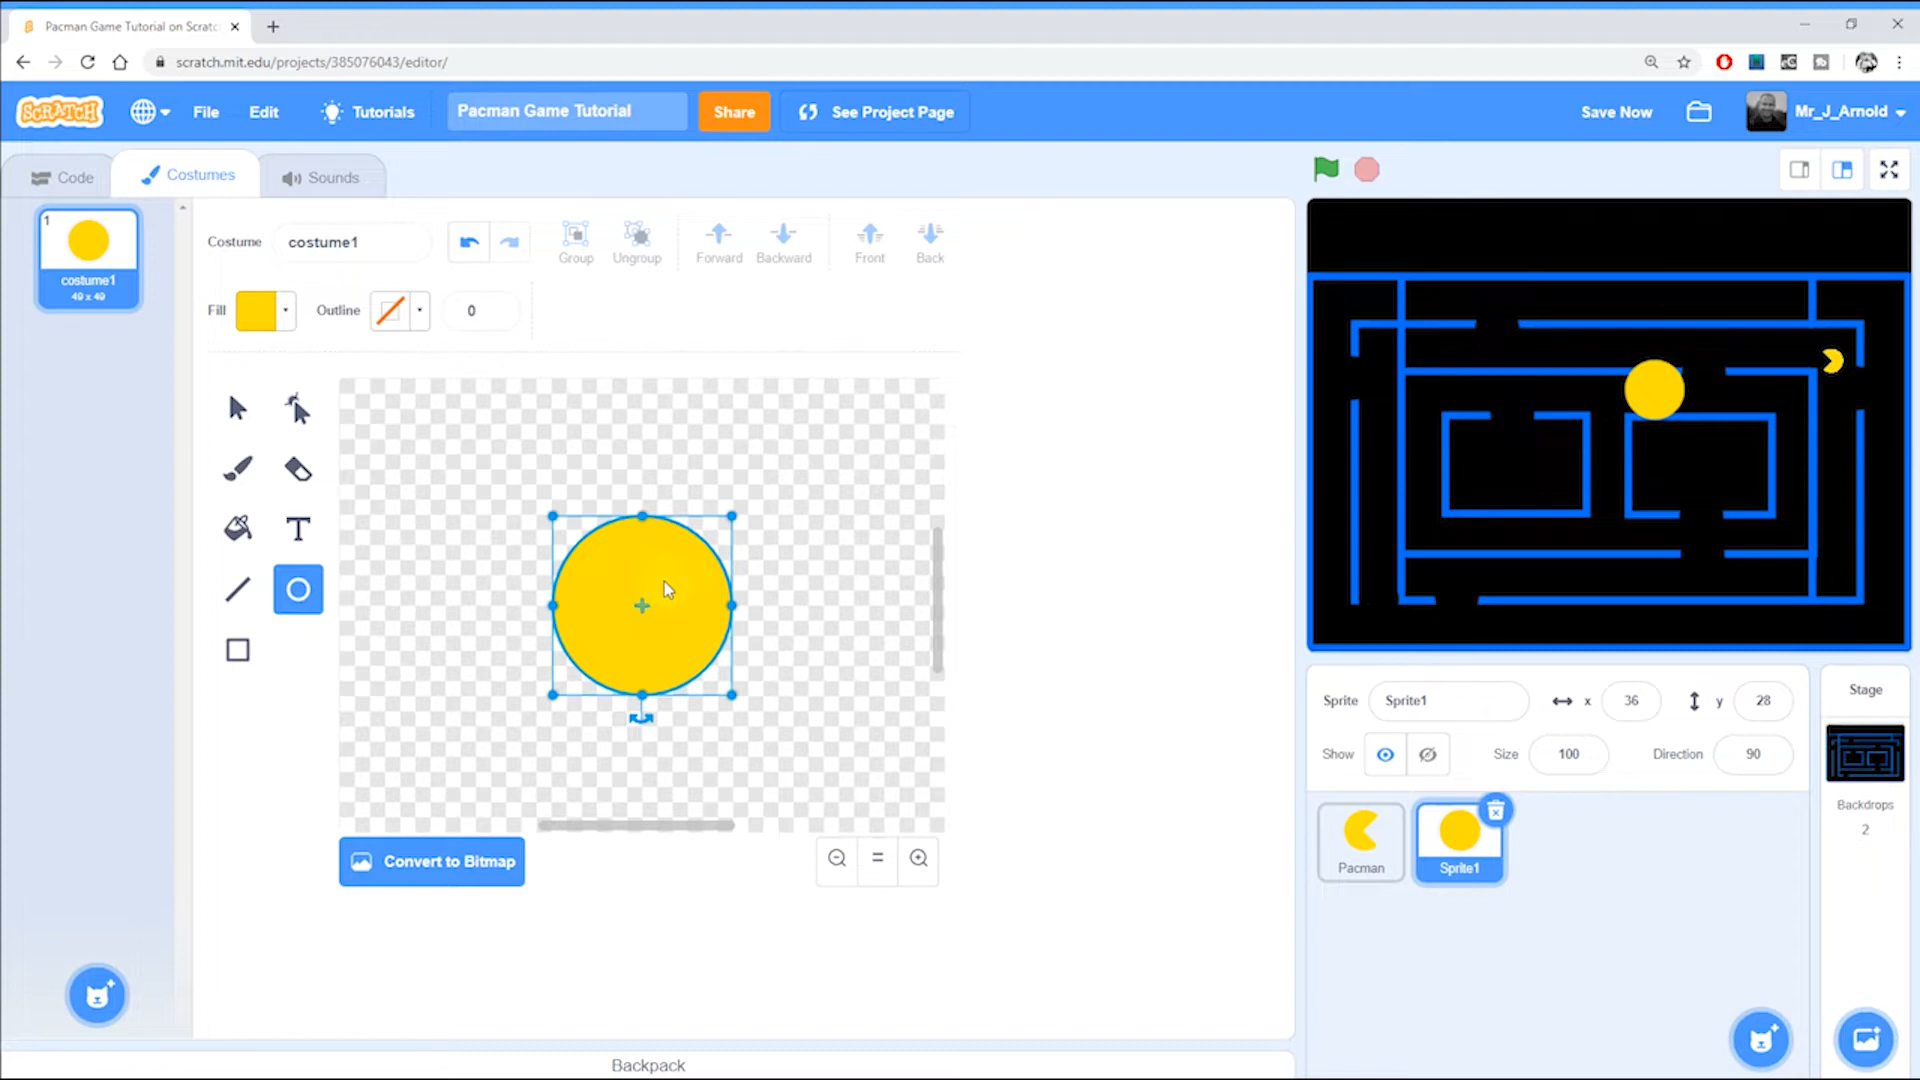 Pacman Game Tutorial on Scratc
scratch.mit.edu/projects/385076043/editor/
SCRATCH
File
Edit
Tutorials
Pacman Game Tutorial
Share
See Project Page
Save Now
Mr_J_Arnold
Code
Costumes
Sounds
1
costume1
49 x 49
Costume
costume1
Group
Ungroup
Forward
Backward
Front
Back
Fill
Outline
0
T
Convert to Bitmap
Sprite
Sprite1
x
36
y
28
Show
Size
100
Direction
90
Pacman
Sprite1
Stage
Backdrops
2
Backpack